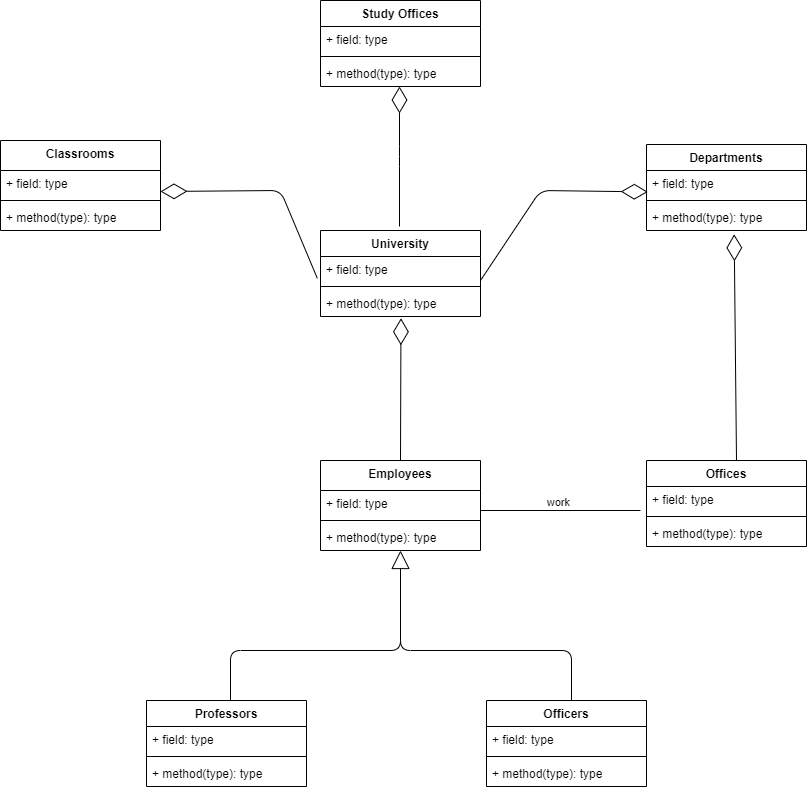 Study Offices
+ field: type
+ method(type): type
Classrooms
+ field: type
+ method(type): type
Departments
+ field: type
+ method(type): type
University
+ field: type
+ method(type): type
Employees
+ field: type
+ method(type): type
work
Offices
+ field: type
+ method(type): type
Professors
+ field: type
+ method(type): type
Officers
+ field: type
+ method(type): type